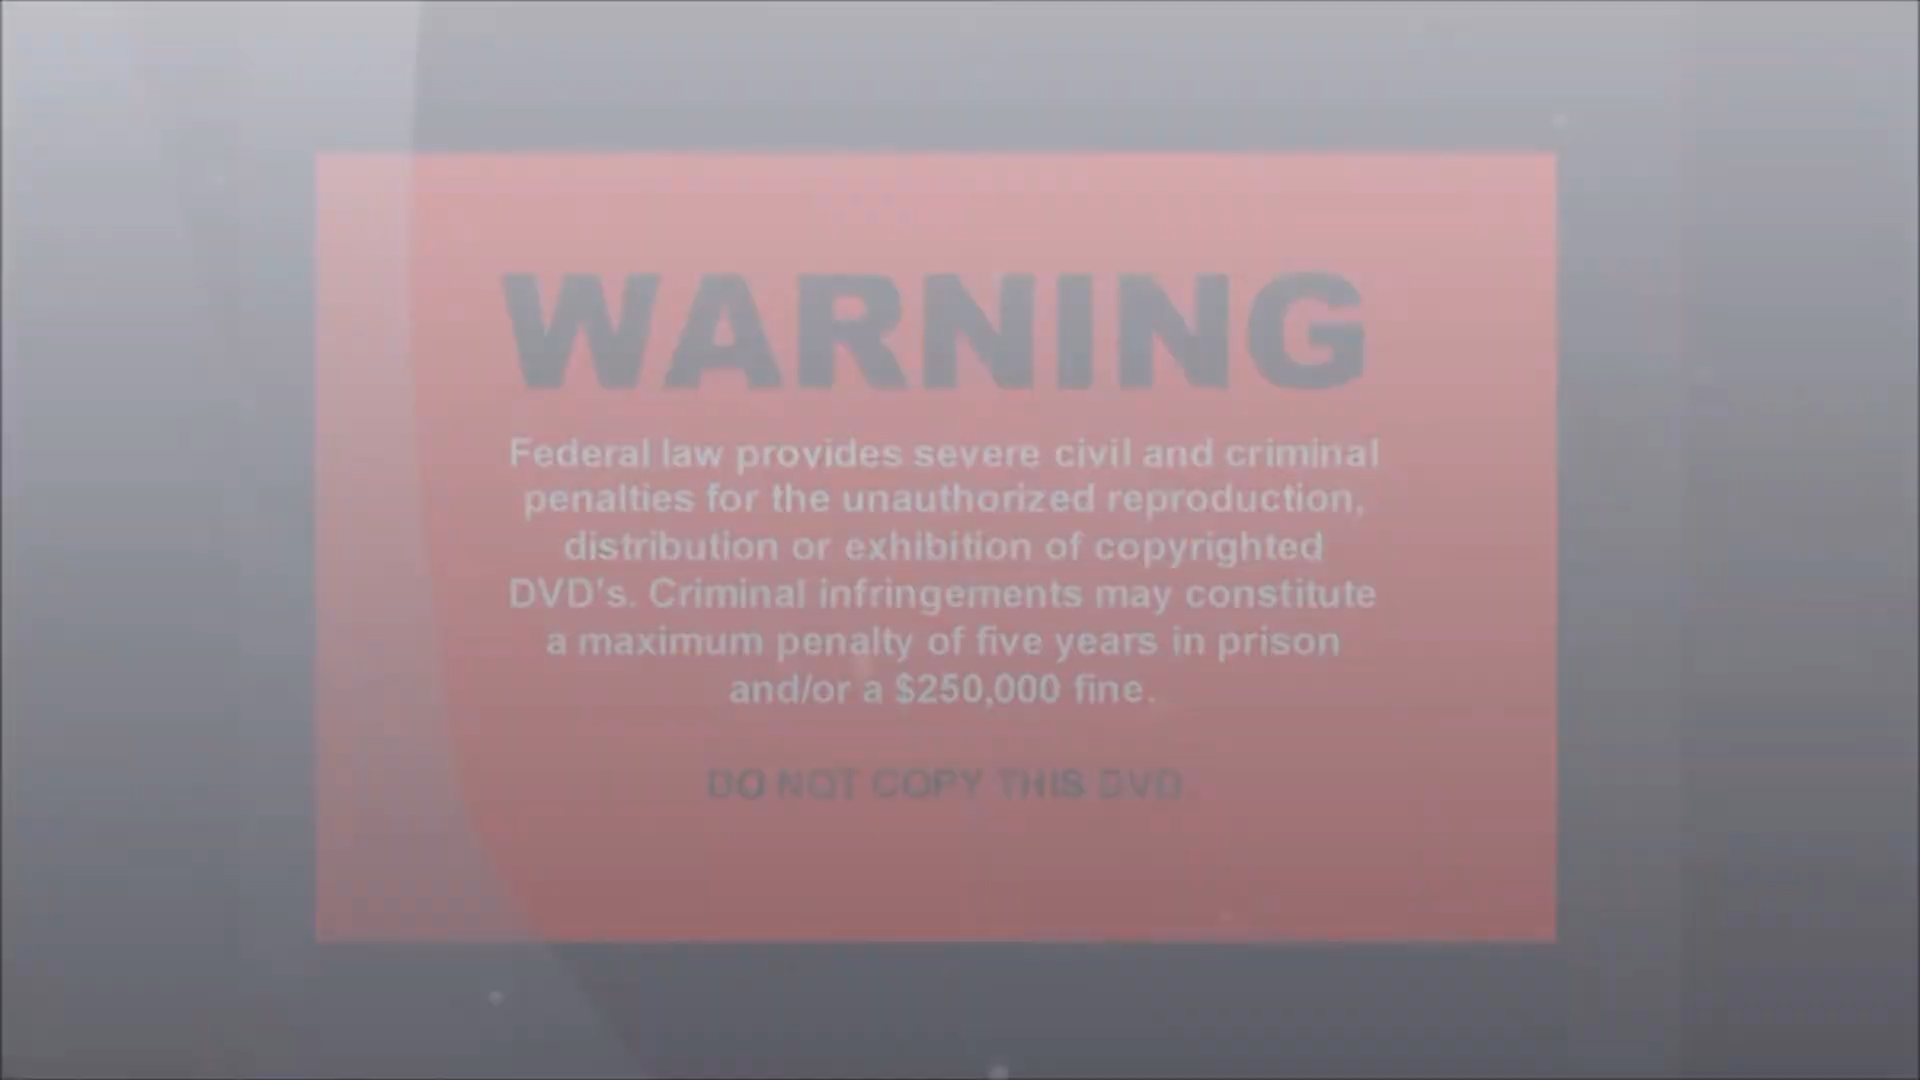 WARNING
Federal law provides severe civil and criminal
penalties for the unauthorized reproduction,
distribution or exhibition of copyrighted
DVD's. Criminal infringements may constitute
a maximum penalty of five years in prison
and/or a $250,000 fine.
DO NOT COPY THIS DVD.